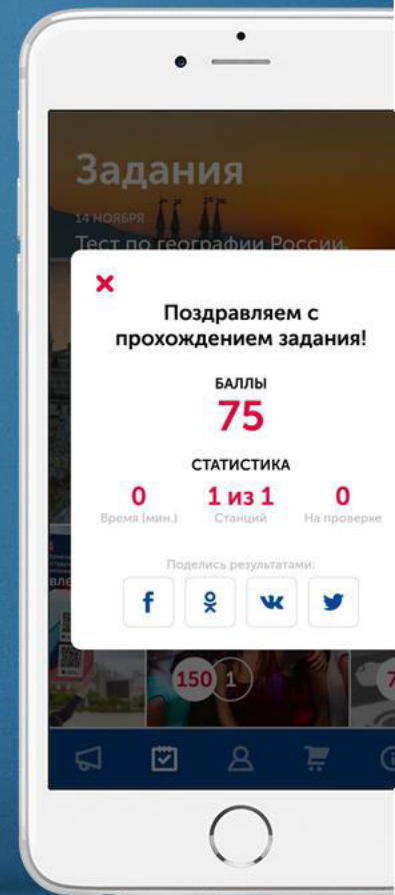 Задания
14 НОЯБРЯ
Тест по географии России.
Поздравляем с
прохождением задания!
БАЛЛЫ
75
СТАТИСТИКА
0 1 из 1 0
Время (мин.) Станций На проверке
Поделись результатами:
150 1